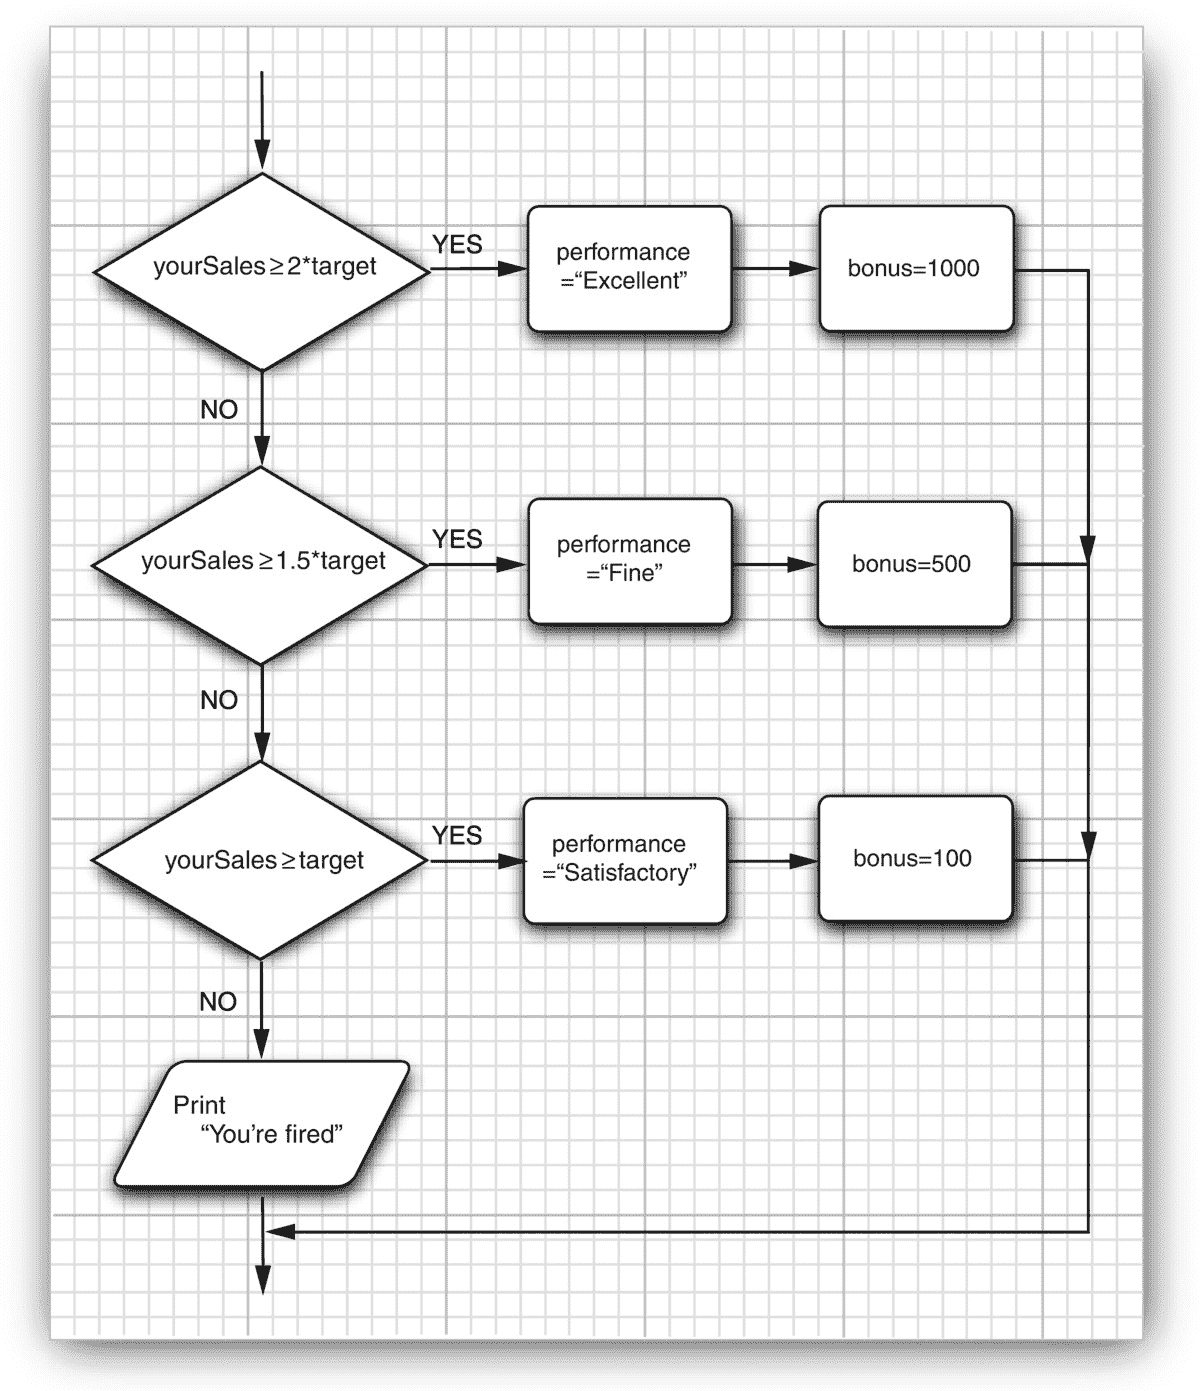 YES
yourSales≥2*target
performance
=“Excellent”
bonus=1000
NO
YES
yourSales≥1.5*target
performance
=“Fine”
bonus=500
NO
YES
yourSales≥target
performance
=“Satisfactory”
bonus=100
NO
Print
“You’re fired”